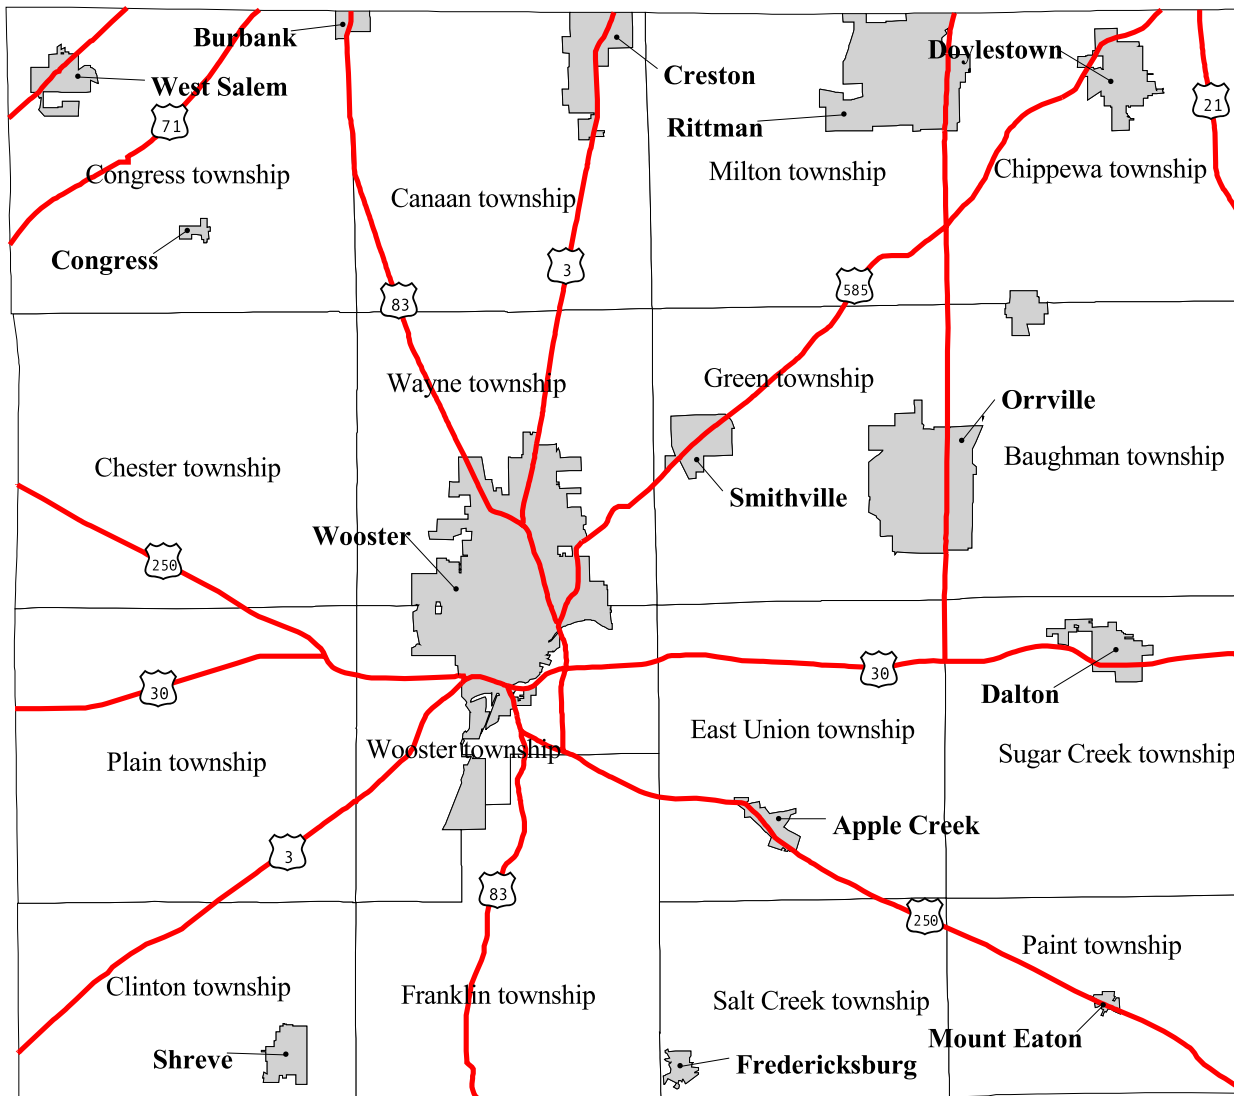 Burbank
West Salem
Creston
Doylestown
Rittman
71
21
Congress township
Canaan township
Milton township
Chippewa township
Congress
3
83
585
Wayne township
Green township
Orrville
Chester township
Baughman township
Smithville
Wooster
250
30
30
Dalton
Plain township
Wooster township
East Union township
Sugar Creek township
Apple Creek
3
83
250
Paint township
Clinton township
Franklin township
Salt Creek township
Mount Eaton
Shreve
Fredericksburg